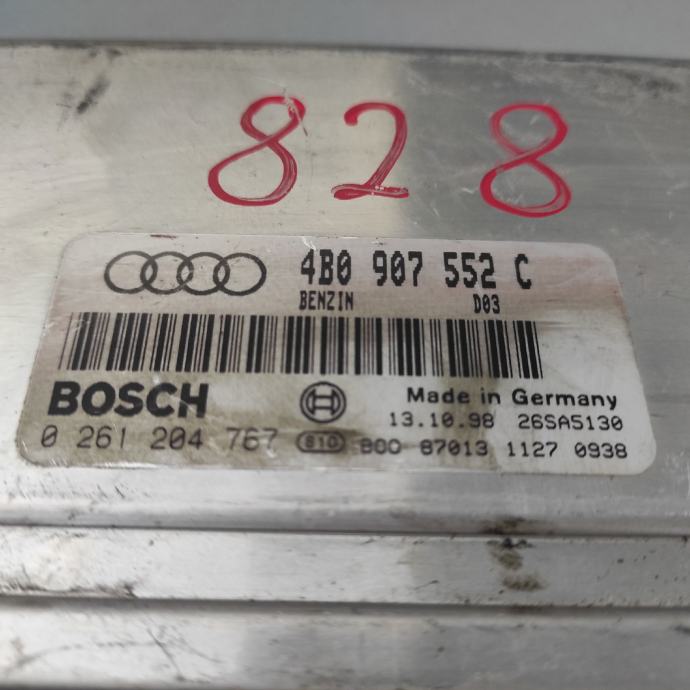 828
4B0 907 552 C
BENZIN D03
BOSCH
Made in Germany
13.10.98 26SA5130
0 261 204 767 810 BOO 87013 1127 0938